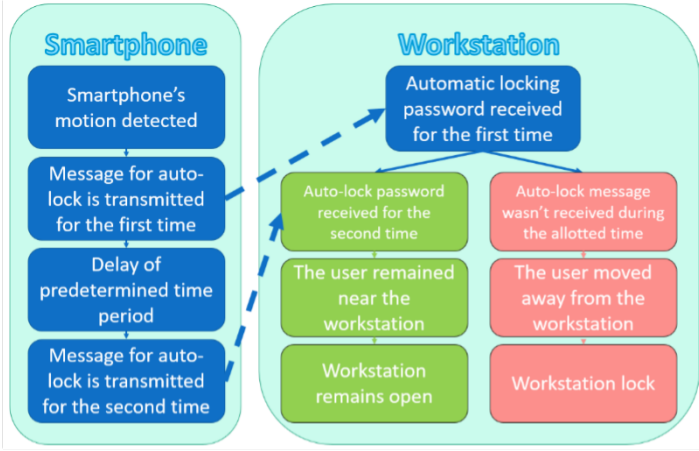 Smartphone
Smartphone's
motion detected
Message for auto-
lock is transmitted
for the first time
Delay of
predetermined time
period
Message for auto-
lock is transmitted
for the second time
Workstation
Automatic locking
password received
for the first time
Auto-lock password
received for the
second time
The user remained
near the
workstation
Workstation
remains open
Auto-lock message
wasn't received during
the allotted time
The user moved
away from the
workstation
Workstation lock